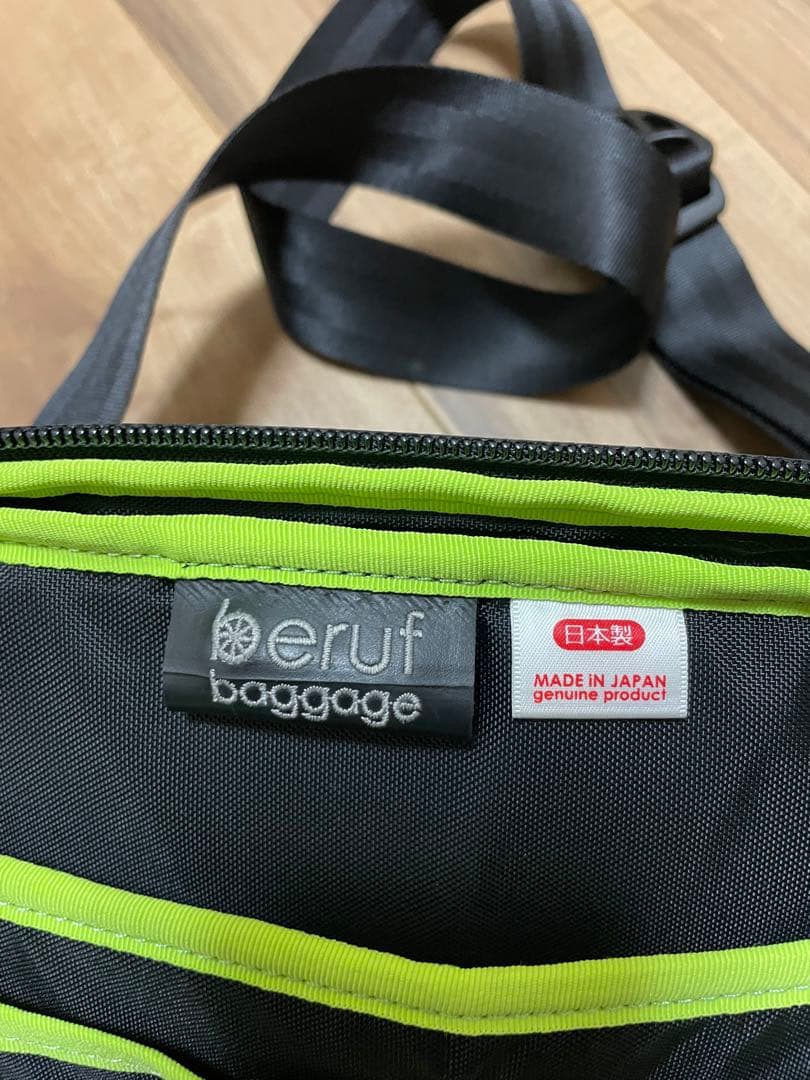 beruf
baggage
日本製
MADE iN JAPAN
genuine product